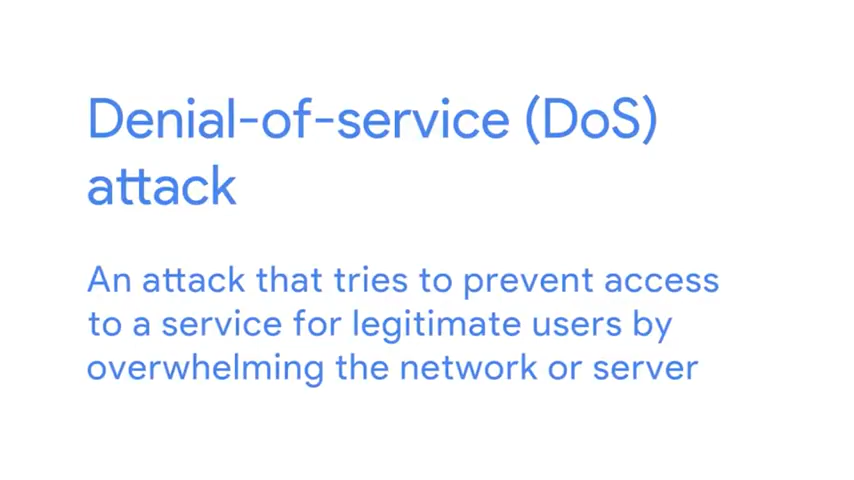 Denial-of-service (DoS)
attack
An attack that tries to prevent access
to a service for legitimate users by
overwhelming the network or server